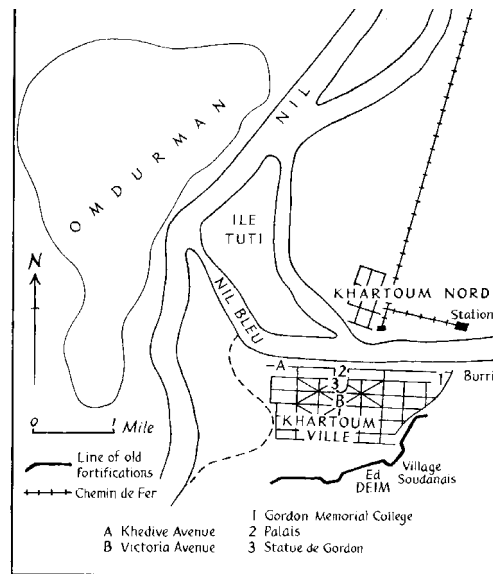 OMDURMAN
NIL
ILE
TUTI
N
NIL BLEU
KHARTOUM NORD
Station
Burri
A
2
3
1
B
KHARTOUM
VILLE
0 1
Mile
Line of old
fortifications
Chemin de Fer
Ed
DEIM
Village
Soudanais
A Khedive Avenue
B Victoria Avenue
1 Gordon Memorial College
2 Palais
3 Statue de Gordon